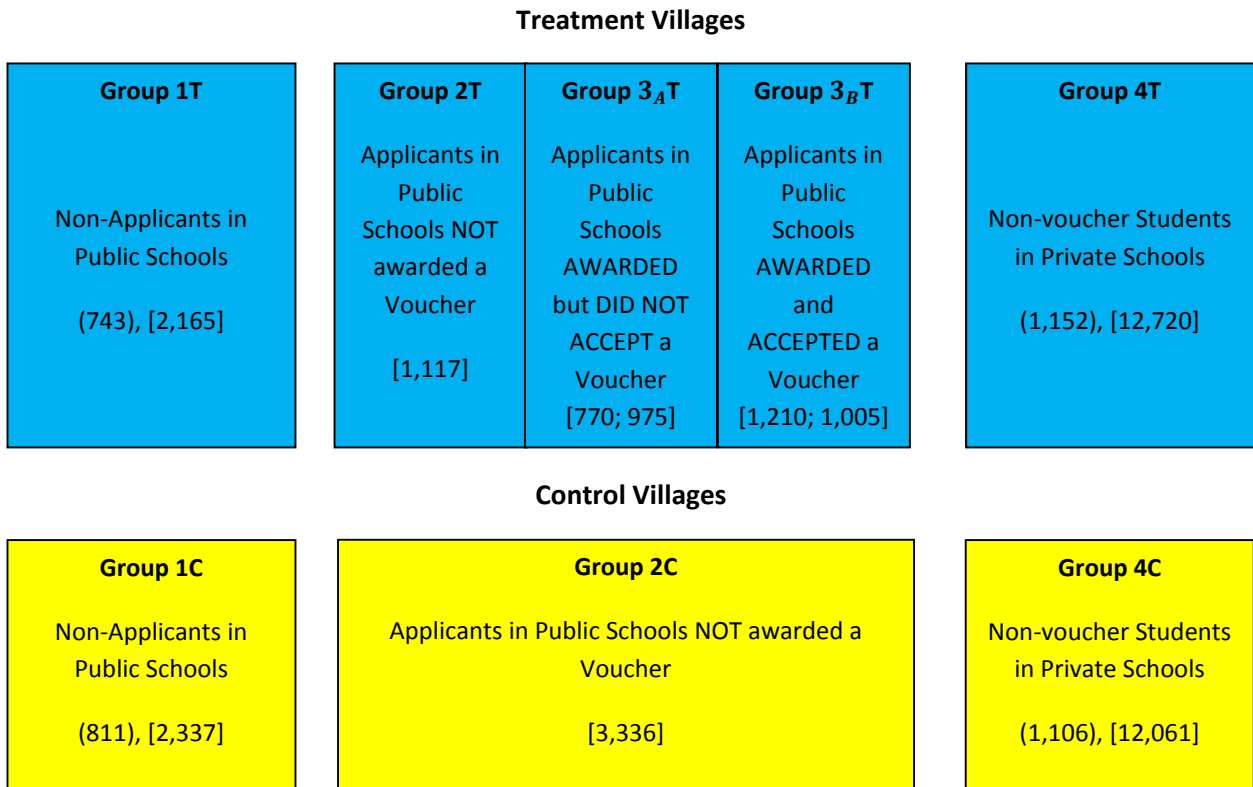 Treatment Villages
Group 1T
Non-Applicants in
Public Schools
(743), [2,165]
Group 2T
Applicants in
Public
Schools NOT
awarded a
Voucher
[1,117]
Group 3_A T
Applicants in
Public
Schools
AWARDED
but DID NOT
ACCEPT a
Voucher
[770; 975]
Group 3_B T
Applicants in
Public
Schools
AWARDED
and
ACCEPTED a
Voucher
[1,210; 1,005]
Group 4T
Non-voucher Students
in Private Schools
(1,152), [12,720]
Control Villages
Group 1C
Non-Applicants in
Public Schools
(811), [2,337]
Group 2C
Applicants in Public Schools NOT awarded a
Voucher
[3,336]
Group 4C
Non-voucher Students
in Private Schools
(1,106), [12,061]